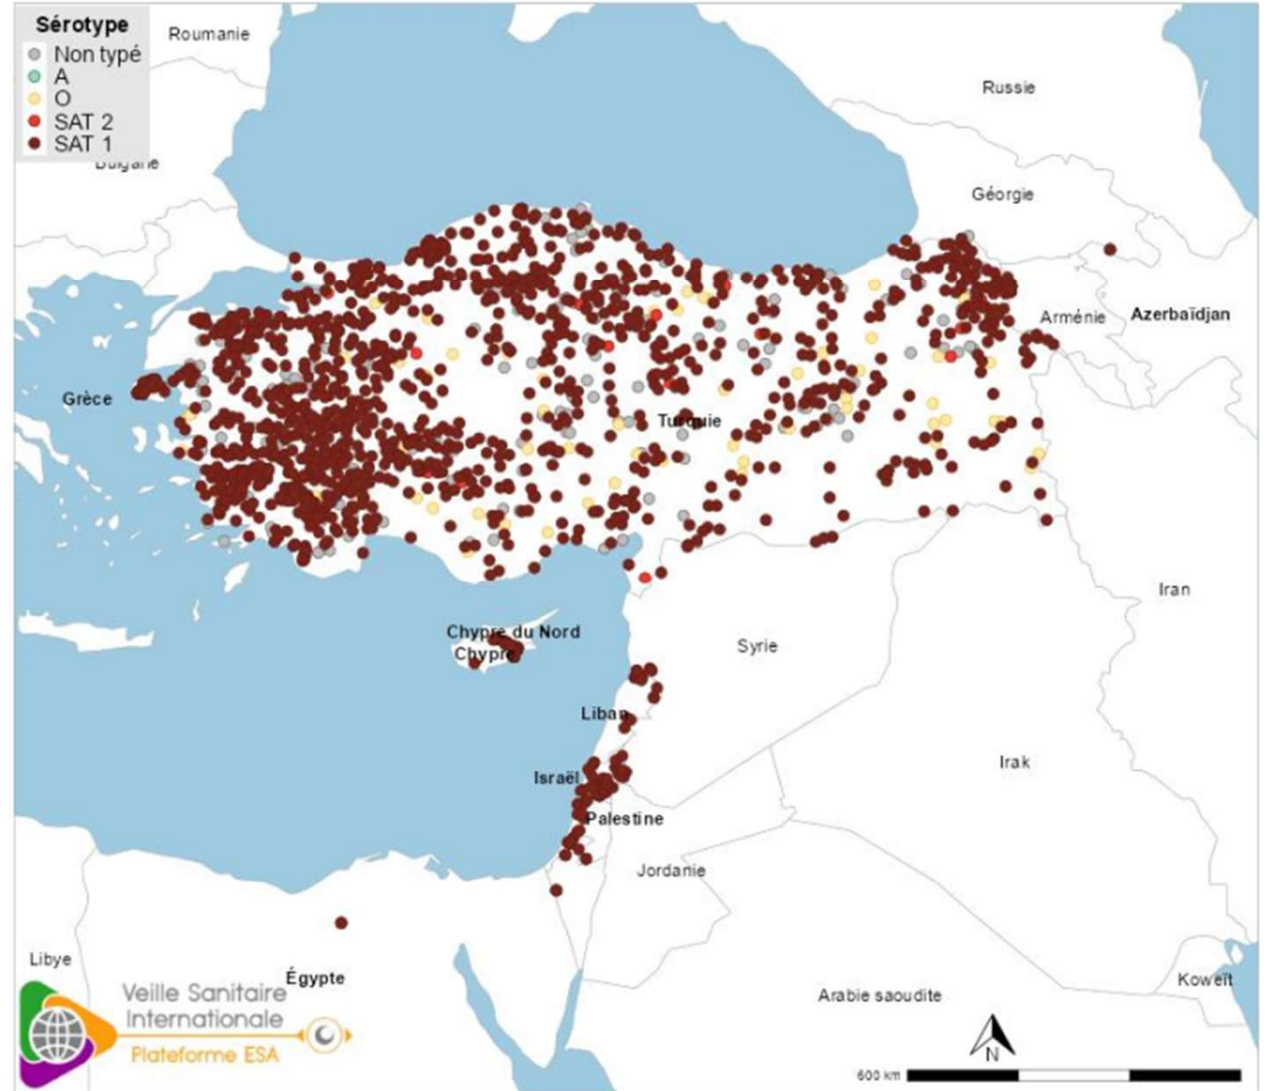 Sérotype
Non typé
A
O
SAT 2
SAT 1
Roumanie
Russie
Bulgarie
Géorgie
Arménie
Azerbaïdjan
Grèce
Turquie
Iran
Chypre du Nord
Chypre
Syrie
Liban
Irak
Israël
Palestine
Jordanie
Libye
Égypte
Koweït
Arabie saoudite
Veille Sanitaire
Internationale
Plateforme ESA
N
600 km